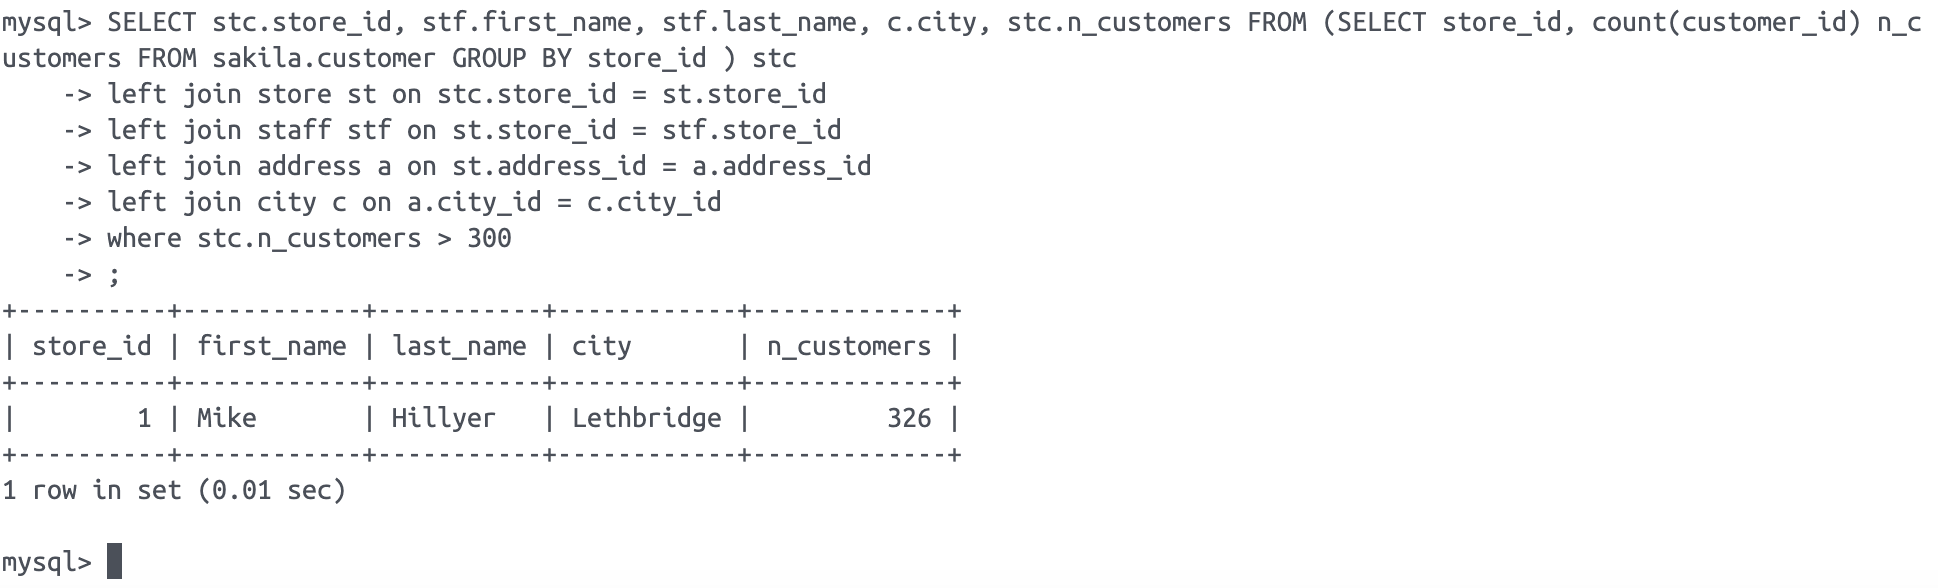 mysql> SELECT stc.store_id, stf.first_name, stf.last_name, c.city, stc.n_customers FROM (SELECT store_id, count(customer_id) n_c
ustomers FROM sakila.customer GROUP BY store_id ) stc
    -> left join store st on stc.store_id = st.store_id
    -> left join staff stf on st.store_id = stf.store_id
    -> left join address a on st.address_id = a.address_id
    -> left join city c on a.city_id = c.city_id
    -> where stc.n_customers > 300
    -> ;
+----------+------------+-----------+------------+-------------+
| store_id | first_name | last_name | city       | n_customers |
+----------+------------+-----------+------------+-------------+
|        1 | Mike       | Hillyer   | Lethbridge |         326 |
+----------+------------+-----------+------------+-------------+
1 row in set (0.01 sec)

mysql>